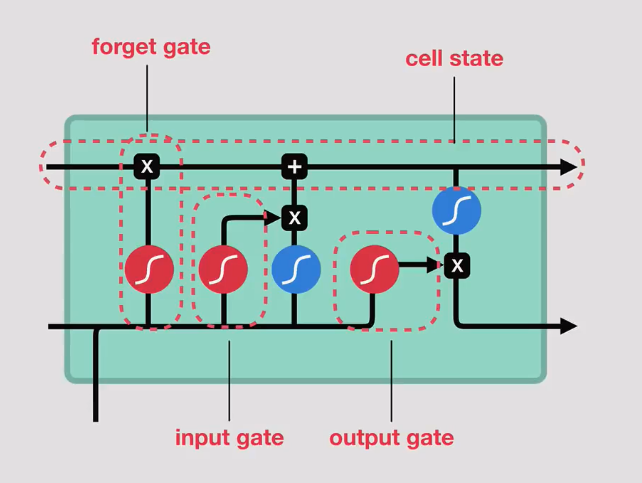 forget gate
cell state
X
+
X
X
input gate
output gate